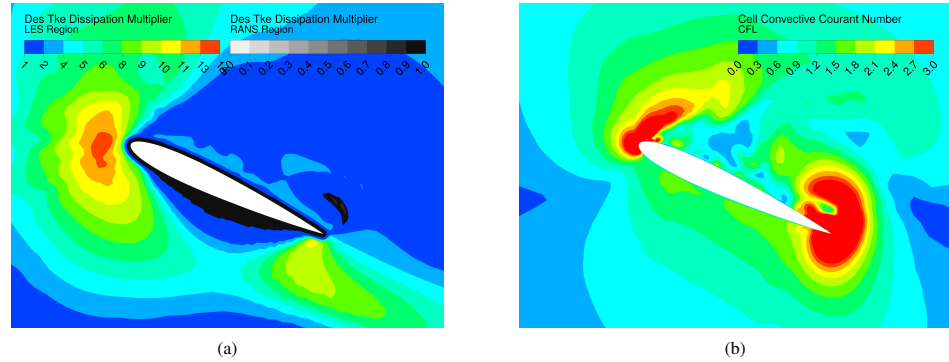 Des Tke Dissipation Multiplier
LES Region
1 2 4 5 6 8 9 11 13
Des Tke Dissipation Multiplier
RANS Region
0.0 0.1 0.2 0.3 0.4 0.5 0.6 0.7 0.8 0.9 1.0
Cell Convective Courant Number
CFL
0.0 0.3 0.6 0.9 1.2 1.5 1.8 2.1 2.4 2.7 3.0
(a)
(b)